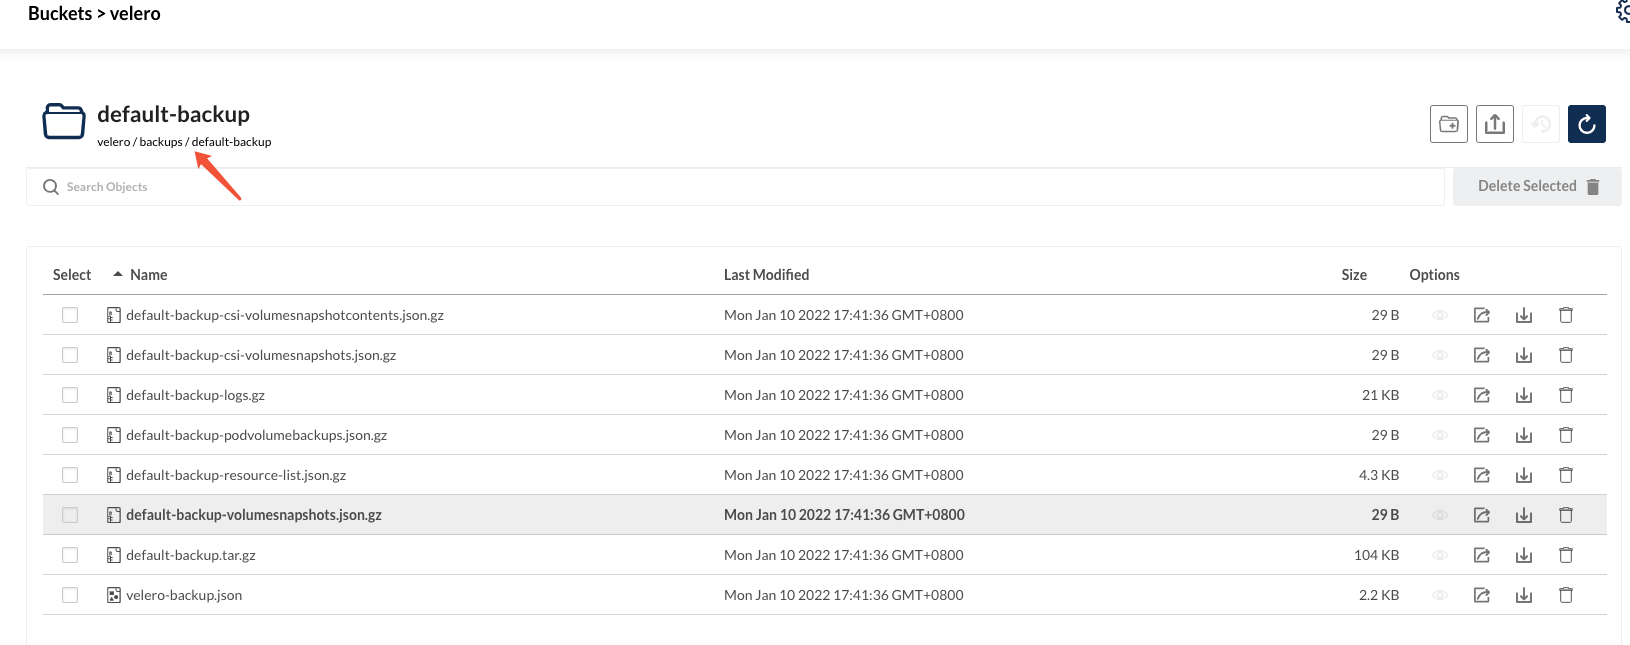 Buckets > velero
default-backup
velero / backups / default-backup
Search Objects
Delete Selected
Select Name Last Modified Size Options
default-backup-csi-volumesnapshotcontents.json.gz Mon Jan 10 2022 17:41:36 GMT+0800 29 B
default-backup-csi-volumesnapshots.json.gz Mon Jan 10 2022 17:41:36 GMT+0800 29 B
default-backup-logs.gz Mon Jan 10 2022 17:41:36 GMT+0800 21 KB
default-backup-podvolumebackups.json.gz Mon Jan 10 2022 17:41:36 GMT+0800 29 B
default-backup-resource-list.json.gz Mon Jan 10 2022 17:41:36 GMT+0800 4.3 KB
default-backup-volumesnapshots.json.gz Mon Jan 10 2022 17:41:36 GMT+0800 29 B
default-backup.tar.gz Mon Jan 10 2022 17:41:36 GMT+0800 104 KB
velero-backup.json Mon Jan 10 2022 17:41:36 GMT+0800 2.2 KB